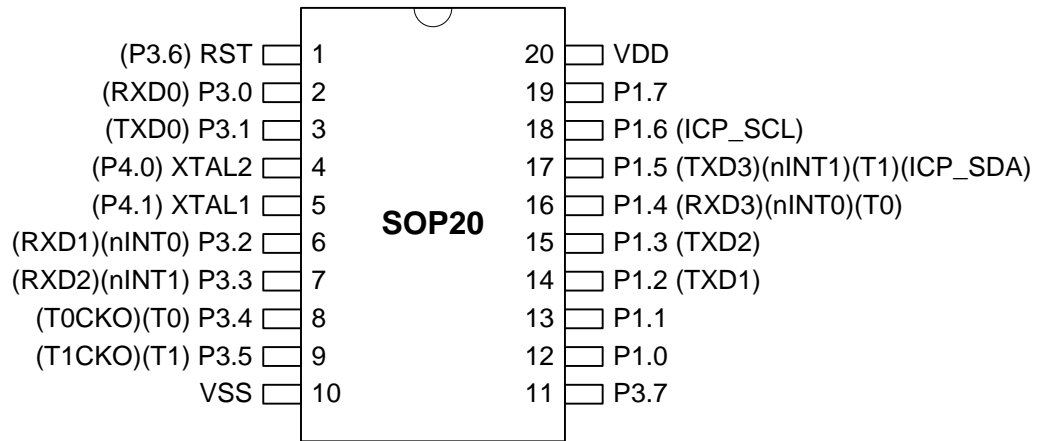 (P3.6) RST 1 20 VDD
(RXD0) P3.0 2 19 P1.7
(TXD0) P3.1 3 18 P1.6 (ICP_SCL)
(P4.0) XTAL2 4 17 P1.5 (TXD3)(nINT1)(T1)(ICP_SDA)
(P4.1) XTAL1 5 16 P1.4 (RXD3)(nINT0)(T0)
SOP20
(RXD1)(nINT0) P3.2 6 15 P1.3 (TXD2)
(RXD2)(nINT1) P3.3 7 14 P1.2 (TXD1)
(T0CKO)(T0) P3.4 8 13 P1.1
(T1CKO)(T1) P3.5 9 12 P1.0
VSS 10 11 P3.7